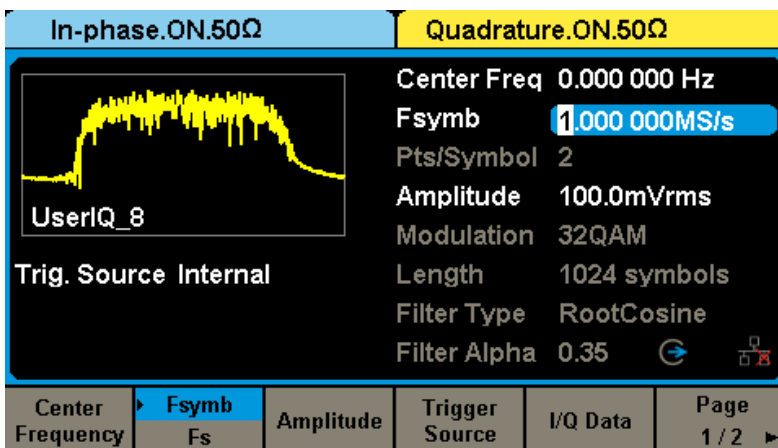 In-phase.ON.50Ω
Quadrature.ON.50Ω
UserIQ_8
Trig. Source Internal
Center Freq 0.000 000 Hz
Fsymb 1.000 000MS/s
Pts/Symbol 2
Amplitude 100.0mVrms
Modulation 32QAM
Length 1024 symbols
Filter Type RootCosine
Filter Alpha 0.35
Center Frequency
Fsymb
Fs
Amplitude
Trigger Source
I/Q Data
Page 1/2